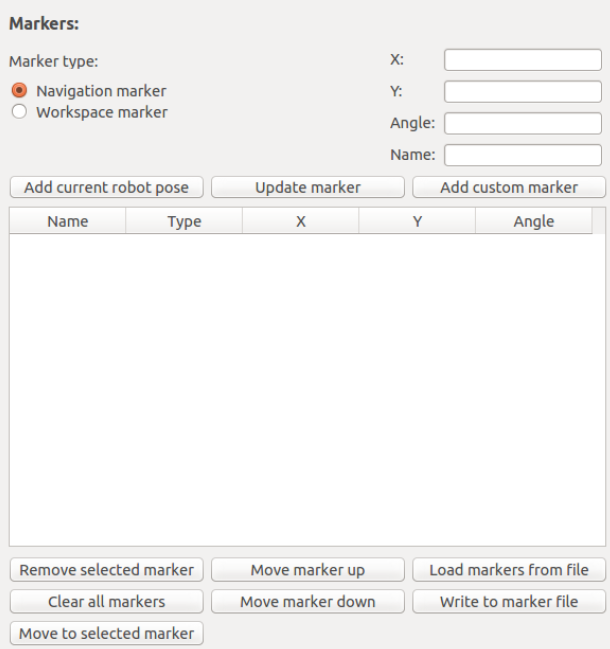 Markers:
Marker type:
Navigation marker
Workspace marker
X:
Y:
Angle:
Name:
Add current robot pose Update marker Add custom marker
Name Type X Y Angle
Remove selected marker Move marker up Load markers from file
Clear all markers Move marker down Write to marker file
Move to selected marker